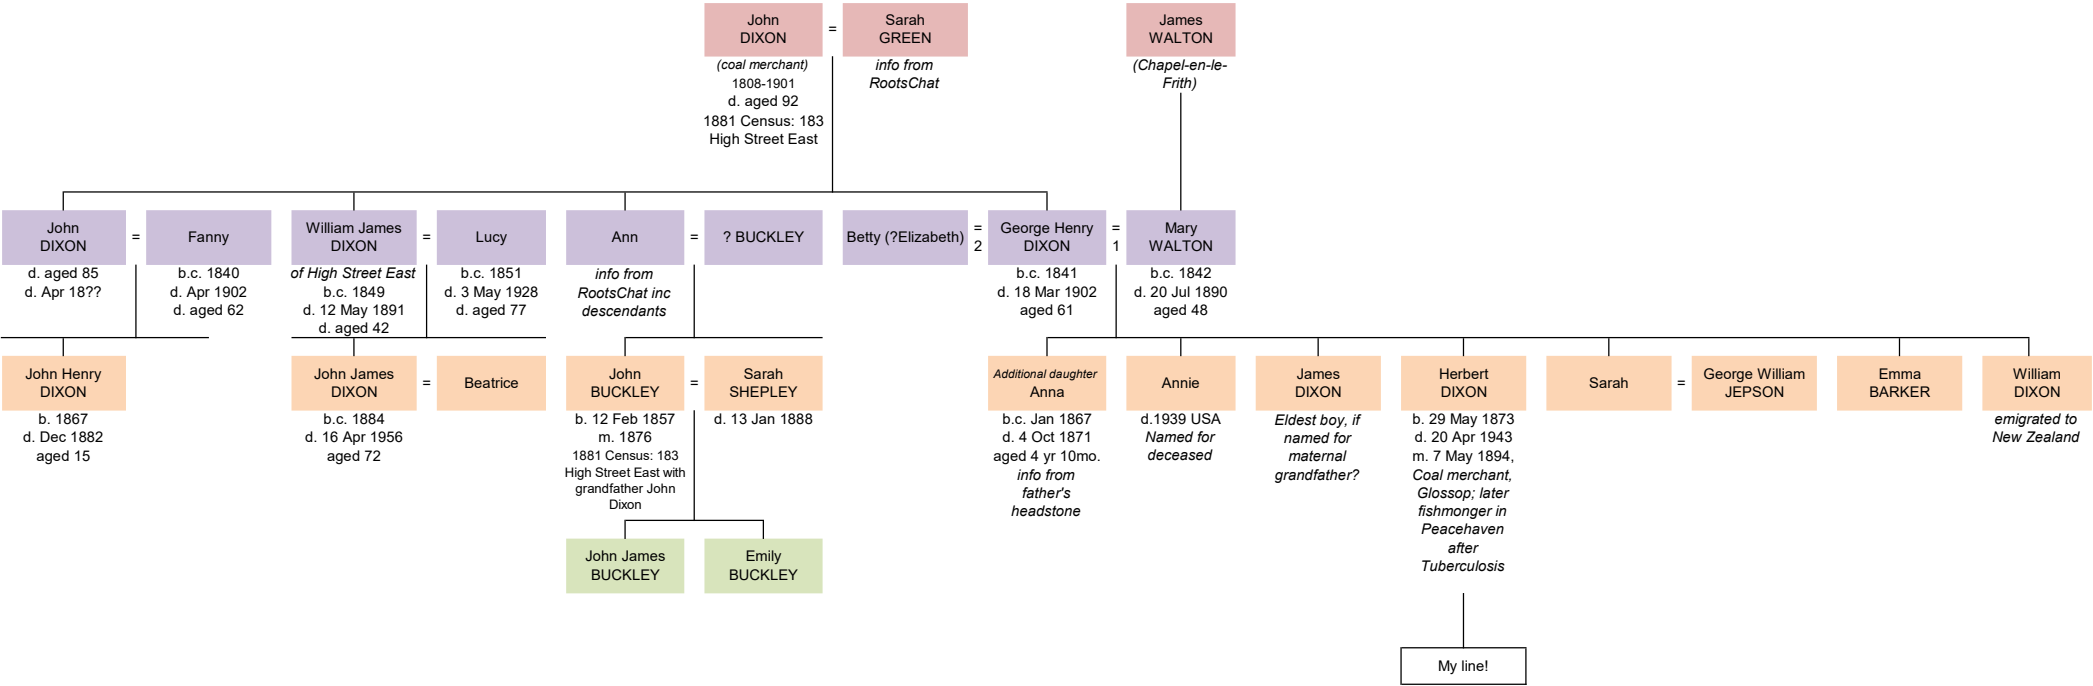 John
DIXON
=
Sarah
GREEN
James
WALTON
(coal merchant)
1808-1901
d. aged 92
1881 Census: 183
High Street East
info from
RootsChat
(Chapel-en-le-
Frith)
John
DIXON
=
Fanny
William James
DIXON
=
Lucy
Ann
=
? BUCKLEY
Betty (?Elizabeth)
=
2
George Henry
DIXON
=
1
Mary
WALTON
d. aged 85
d. Apr 18??
b.c. 1840
d. Apr 1902
d. aged 62
of High Street East
b.c. 1849
d. 12 May 1891
d. aged 42
b.c. 1851
d. 3 May 1928
d. aged 77
info from
RootsChat inc
descendants
b.c. 1841
d. 18 Mar 1902
aged 61
b.c. 1842
d. 20 Jul 1890
aged 48
John Henry
DIXON
John James
DIXON
=
Beatrice
John
BUCKLEY
=
Sarah
SHEPLEY
Additional daughter
Anna
Annie
James
DIXON
Herbert
DIXON
Sarah
=
George William
JEPSON
Emma
BARKER
William
DIXON
b. 1867
d. Dec 1882
aged 15
b.c. 1884
d. 16 Apr 1956
aged 72
b. 12 Feb 1857
m. 1876
1881 Census: 183
High Street East with
grandfather John
Dixon
d. 13 Jan 1888
b.c. Jan 1867
d. 4 Oct 1871
aged 4 yr 10mo.
info from
father's
headstone
d.1939 USA
Named for
deceased
Eldest boy, if
named for
maternal
grandfather?
b. 29 May 1873
d. 20 Apr 1943
m. 7 May 1894,
Coal merchant,
Glossop; later
fishmonger in
Peacehaven
after
Tuberculosis
emigrated to
New Zealand
John James
BUCKLEY
Emily
BUCKLEY
My line!